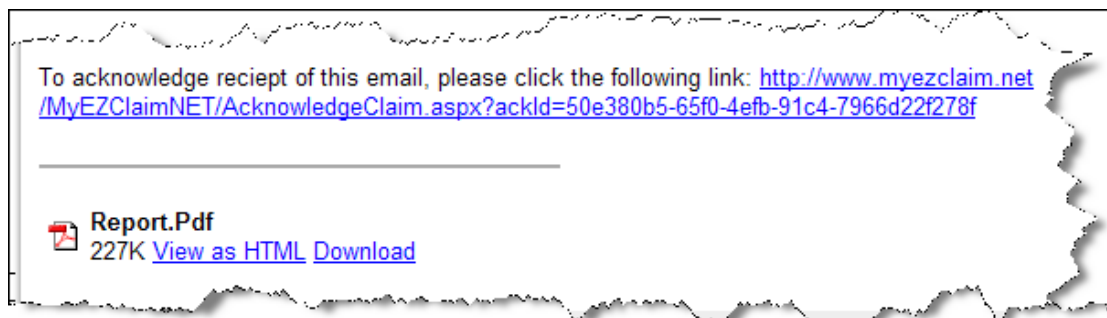 To acknowledge reciept of this email, please click the following link: http://www.myezclaim.net
/MyEZClaimNET/AcknowledgeClaim.aspx?ackId=50e380b5-65f0-4efb-91c4-7966d22f278f
Report.Pdf
227K View as HTML Download